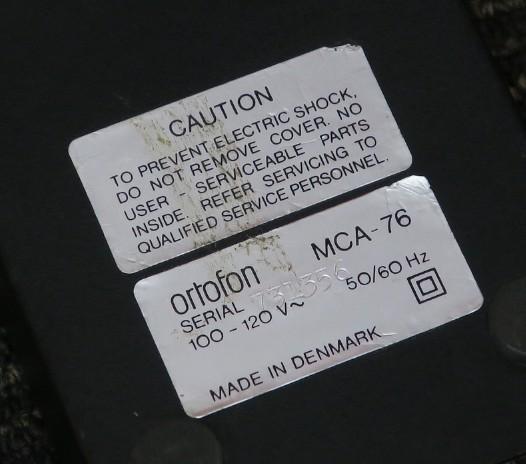 CAUTION
TO PREVENT ELECTRIC SHOCK,
DO NOT REMOVE COVER. NO
USER SERVICEABLE PARTS
INSIDE. REFER SERVICING TO
QUALIFIED SERVICE PERSONNEL.
ortofon MCA-76
SERIAL 731356
100-120 V~ 50/60 Hz
MADE IN DENMARK